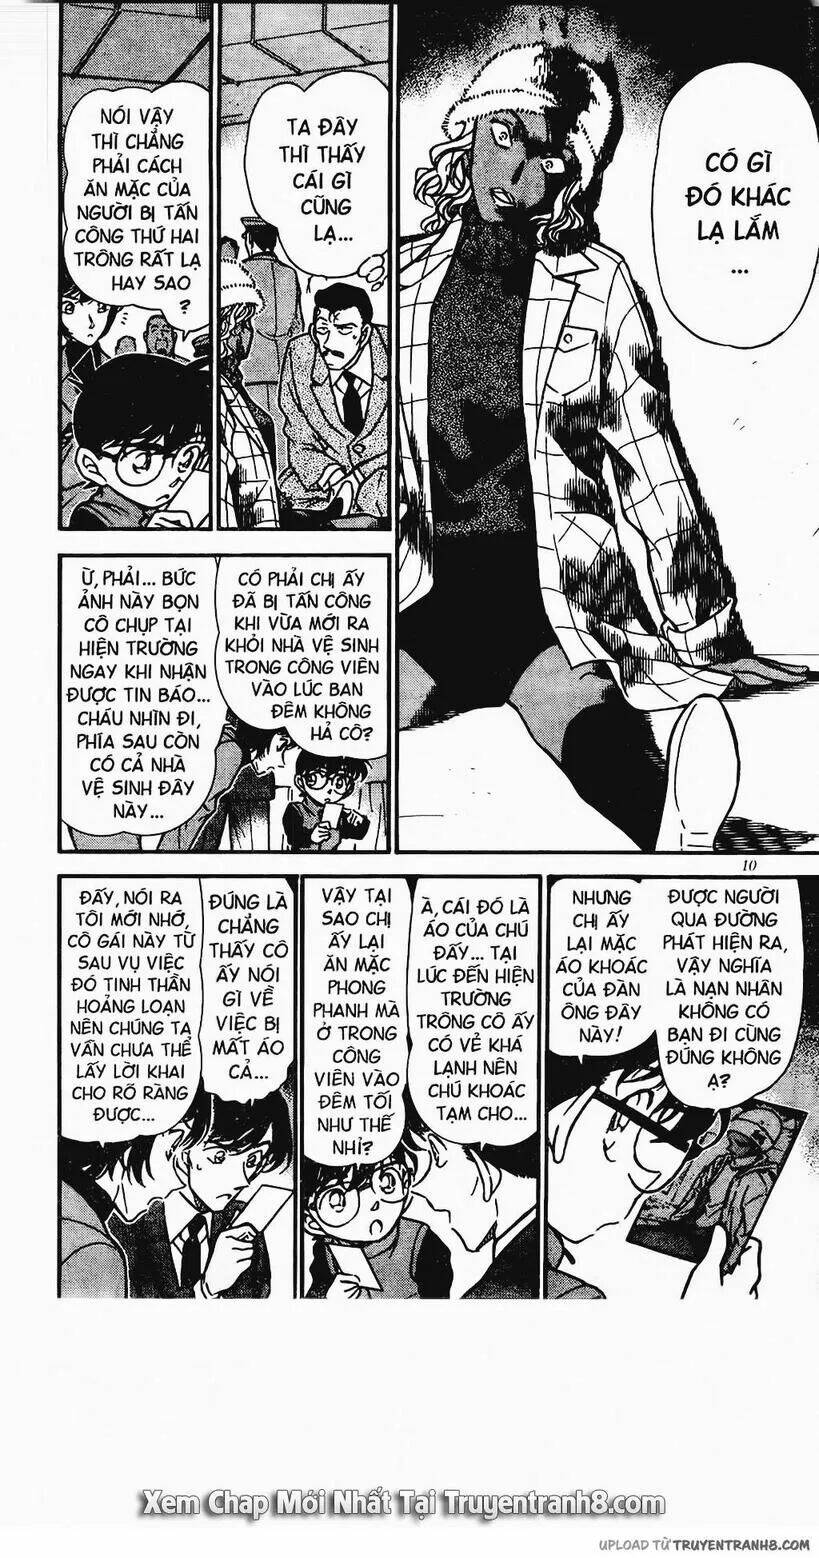 CÓ GÌ
ĐÓ KHÁC
LẠ LẮM
...
TA ĐÂY
THÌ THẤY
CÁI GÌ
CŨNG
LẠ...
NÓI VẬY
THÌ CHẲNG
PHẢI CÁCH
ĂN MẶC CỦA
NGƯỜI BỊ TẤN
CÔNG THỨ HAI
TRÔNG RẤT LẠ
HAY SAO
?
CÓ PHẢI CHỊ ẤY
ĐÃ BỊ TẤN CÔNG
KHI VỪA MỚI RA
KHỎI NHÀ VỆ SINH
TRONG CÔNG VIÊN
VÀO LÚC BAN
ĐÊM KHÔNG
HẢ CÔ?
Ừ, PHẢI... BỨC
ẢNH NÀY BỌN
CÔ CHỤP TẠI
HIỆN TRƯỜNG
NGAY KHI NHẬN
ĐƯỢC TIN BÁO...
CHÁU NHÌN ĐI,
PHÍA SAU CÒN
CÓ CẢ NHÀ
VỆ SINH ĐÂY
NÀY...
10
ĐƯỢC NGƯỜI
QUA ĐƯỜNG
PHÁT HIỆN RA,
VẬY NGHĨA
LÀ NẠN NHÂN
KHÔNG CÓ
BẠN ĐI CÙNG
ĐÚNG KHÔNG
Ạ?
NHƯNG
CHỊ ẤY
LẠI MẶC
ÁO KHOÁC
CỦA ĐÀN
ÔNG ĐÂY
NÀY!
À, CÁI ĐÓ LÀ
ÁO CỦA CHÚ
ĐẤY... TẠI
LÚC ĐẾN HIỆN
TRƯỜNG
TRÔNG CÔ ẤY
CÓ VẺ KHÁ
LẠNH NÊN
CHÚ KHOÁC
TẠM CHO...
VẬY TẠI
SAO CHỊ
ẤY LẠI
ĂN MẶC
PHONG
PHANH MÀ
Ở TRONG
CÔNG
VIÊN VÀO
ĐÊM TỐI
NHƯ THẾ
NHỈ?
ĐÚNG LÀ
CHẲNG
THẤY CÔ
ẤY NÓI
GÌ VỀ
VIỆC BỊ
MẤT ÁO
CẢ...
ĐẤY, NÓI RA
TÔI MỚI NHỚ,
CÔ GÁI NÀY TỪ
SAU VỤ VIỆC
ĐÓ TINH THẦN
HOẢNG LOẠN
NÊN CHÚNG TA
VẪN CHƯA THỂ
LẤY LỜI KHAI
CHO RÕ RÀNG
ĐƯỢC...
Xem Chap Mới Nhất Tại Truyentranh8.com
UPLOAD TỪ TRUYENTRANH8.COM